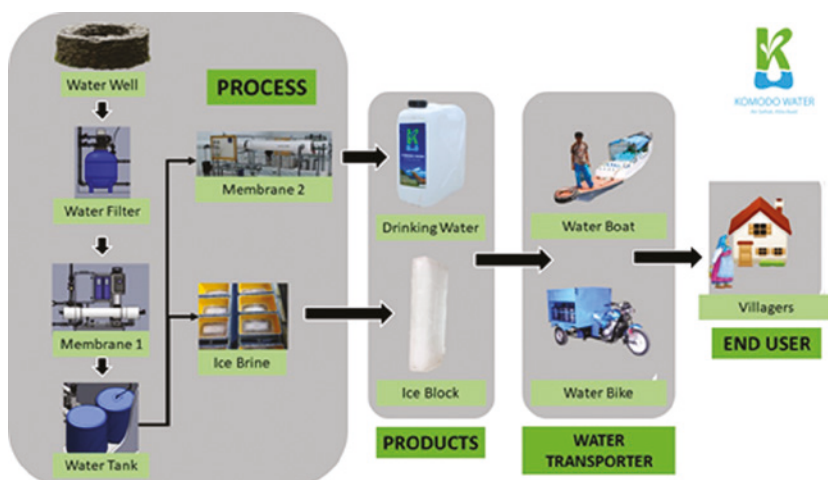 Water Well
PROCESS
Water Filter
Membrane 2
Membrane 1
Ice Brine
Water Tank
Drinking Water
Ice Block
PRODUCTS
Water Boat
Water Bike
WATER
TRANSPORTER
Villagers
END USER
KOMODO WATER